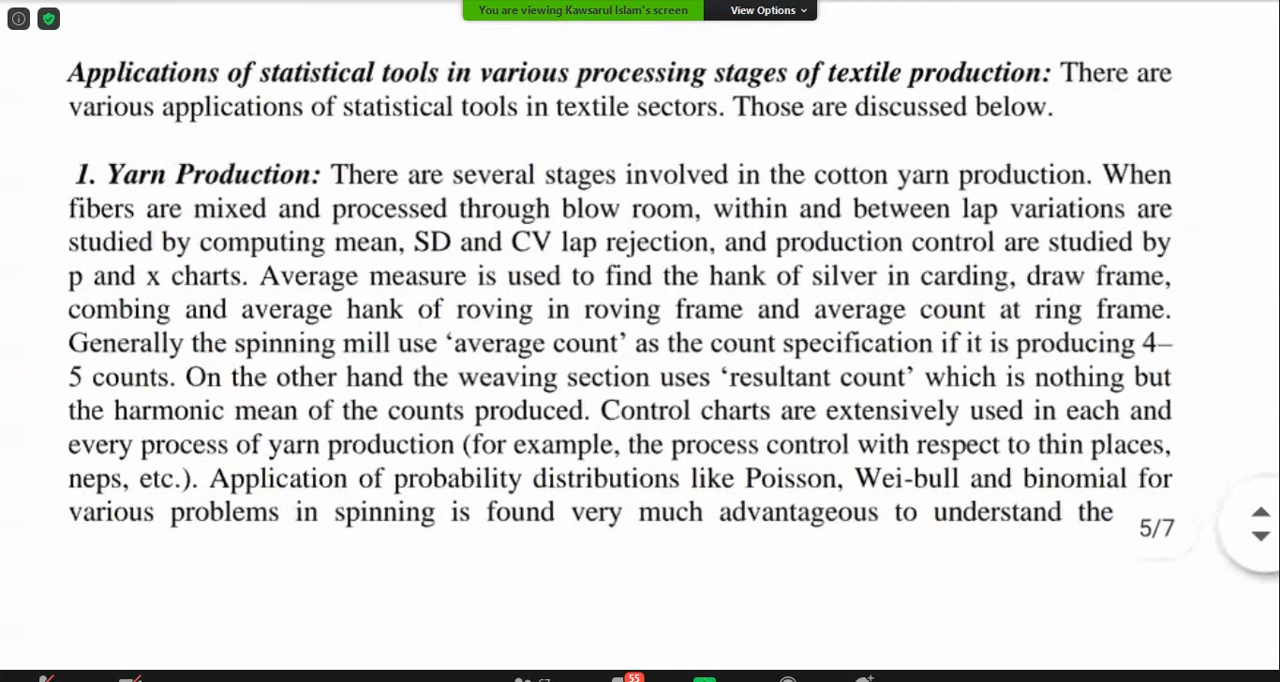 You are viewing Kawsarul Islam's screen View Options
Applications of statistical tools in various processing stages of textile production: There are
various applications of statistical tools in textile sectors. Those are discussed below.
1. Yarn Production: There are several stages involved in the cotton yarn production. When
fibers are mixed and processed through blow room, within and between lap variations are
studied by computing mean, SD and CV lap rejection, and production control are studied by
p and x charts. Average measure is used to find the hank of silver in carding, draw frame,
combing and average hank of roving in roving frame and average count at ring frame.
Generally the spinning mill use ‘average count’ as the count specification if it is producing 4–
5 counts. On the other hand the weaving section uses ‘resultant count’ which is nothing but
the harmonic mean of the counts produced. Control charts are extensively used in each and
every process of yarn production (for example, the process control with respect to thin places,
neps, etc.). Application of probability distributions like Poisson, Wei-bull and binomial for
various problems in spinning is found very much advantageous to understand the
5/7
55